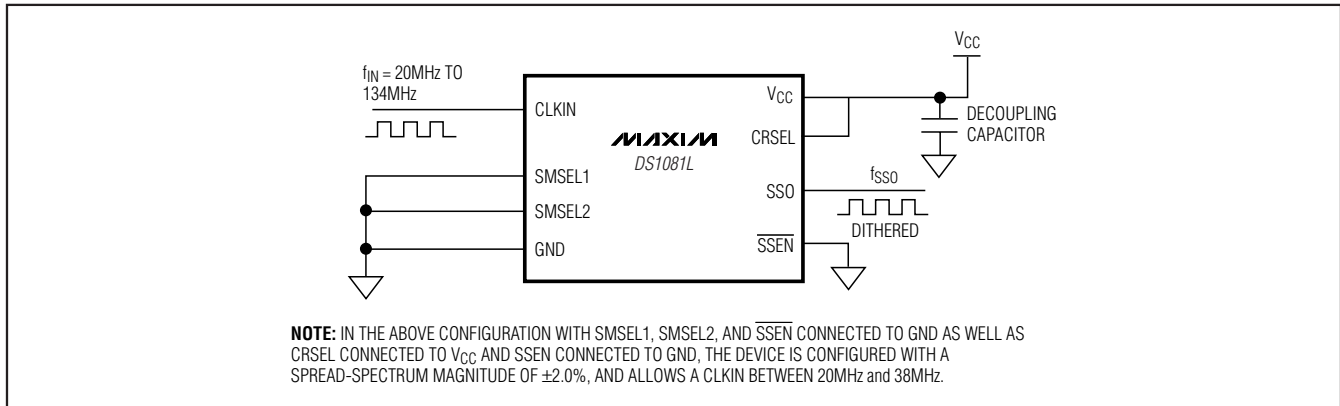 f_IN = 20MHz TO
134MHz
CLKIN
SMSEL1
SMSEL2
GND
MAXIM
DS1081L
V_CC
CRSEL
SSO
SSEN
V_CC
DECOUPLING
CAPACITOR
f_SSO
DITHERED
NOTE: IN THE ABOVE CONFIGURATION WITH SMSEL1, SMSEL2, AND SSEN CONNECTED TO GND AS WELL AS
CRSEL CONNECTED TO V_CC AND SSEN CONNECTED TO GND, THE DEVICE IS CONFIGURED WITH A
SPREAD-SPECTRUM MAGNITUDE OF ±2.0%, AND ALLOWS A CLKIN BETWEEN 20MHz and 38MHz.